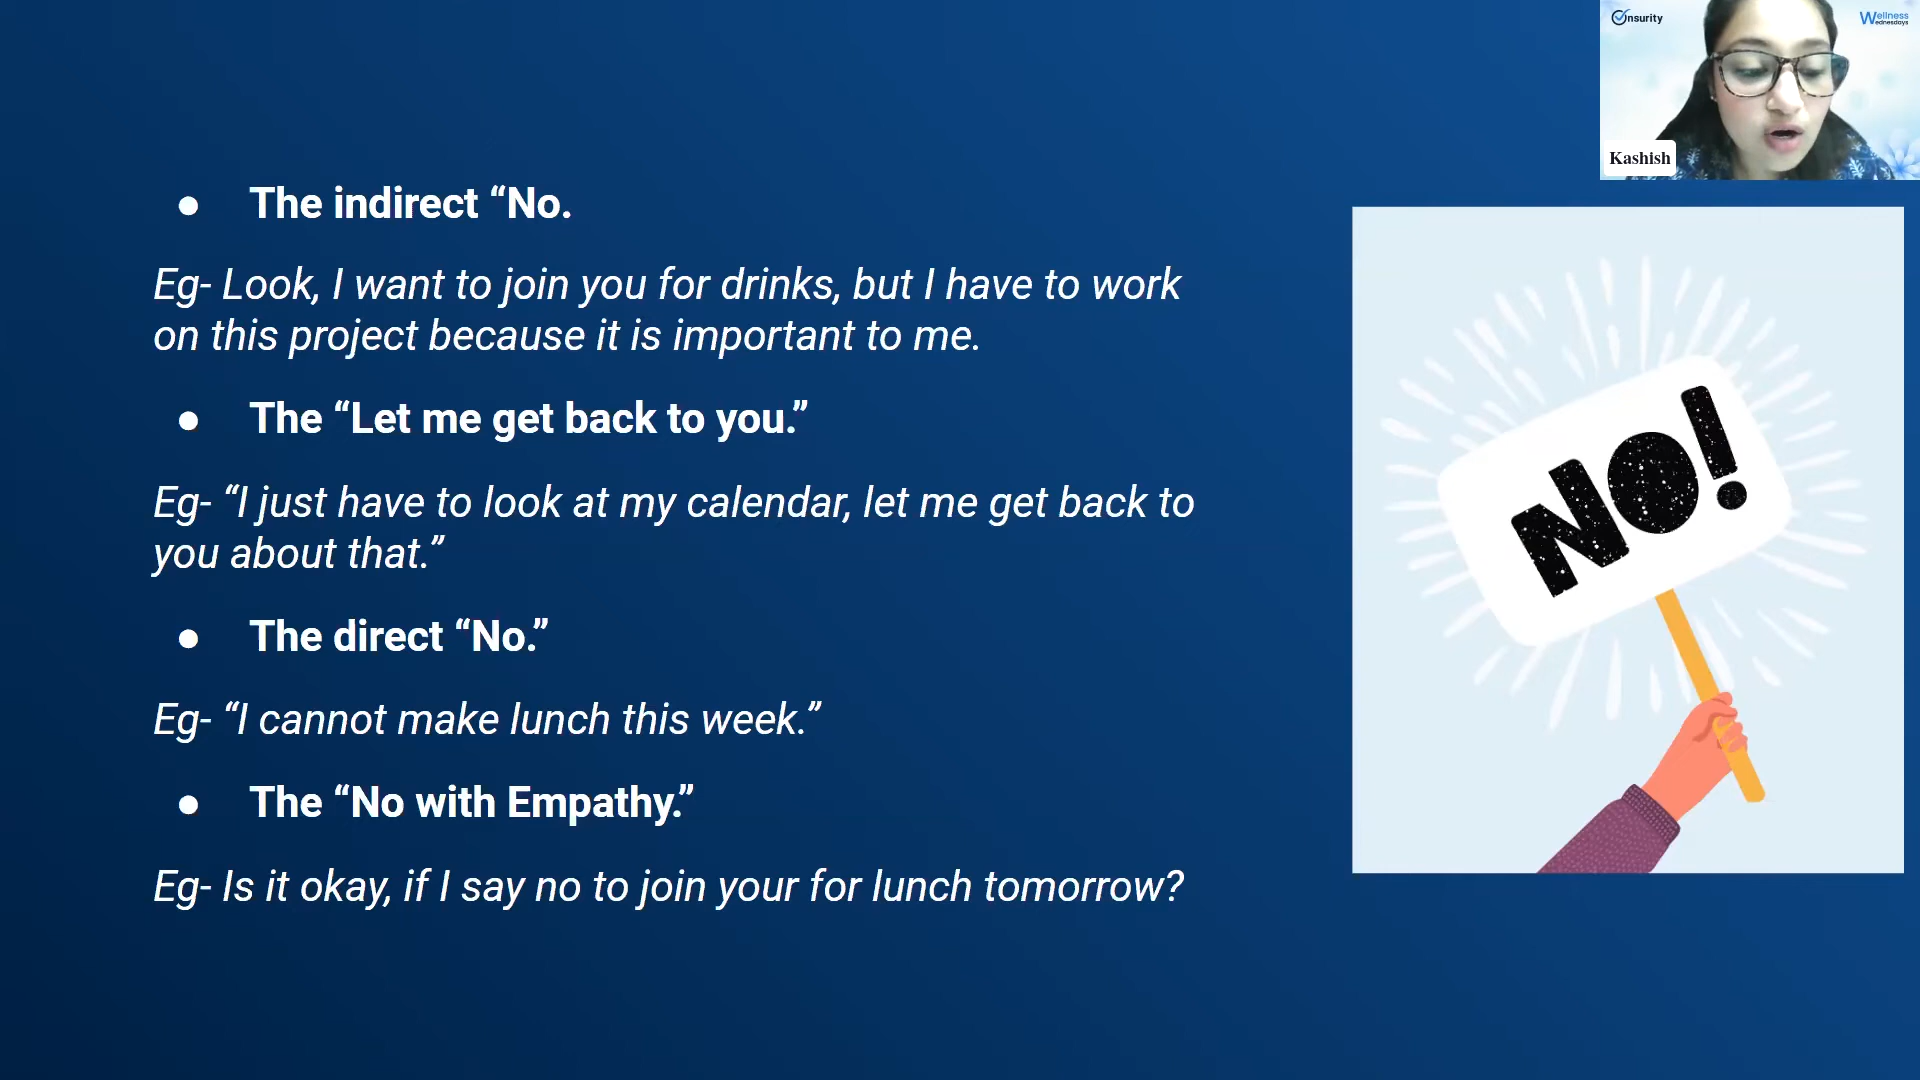 Onsurity
Wellness
Wednesdays
Kashish
● The indirect “No.
Eg- Look, I want to join you for drinks, but I have to work
on this project because it is important to me.
● The “Let me get back to you.”
Eg- “I just have to look at my calendar, let me get back to
you about that.”
● The direct “No.”
Eg- “I cannot make lunch this week.”
● The “No with Empathy.”
Eg- Is it okay, if I say no to join your for lunch tomorrow?
NO!